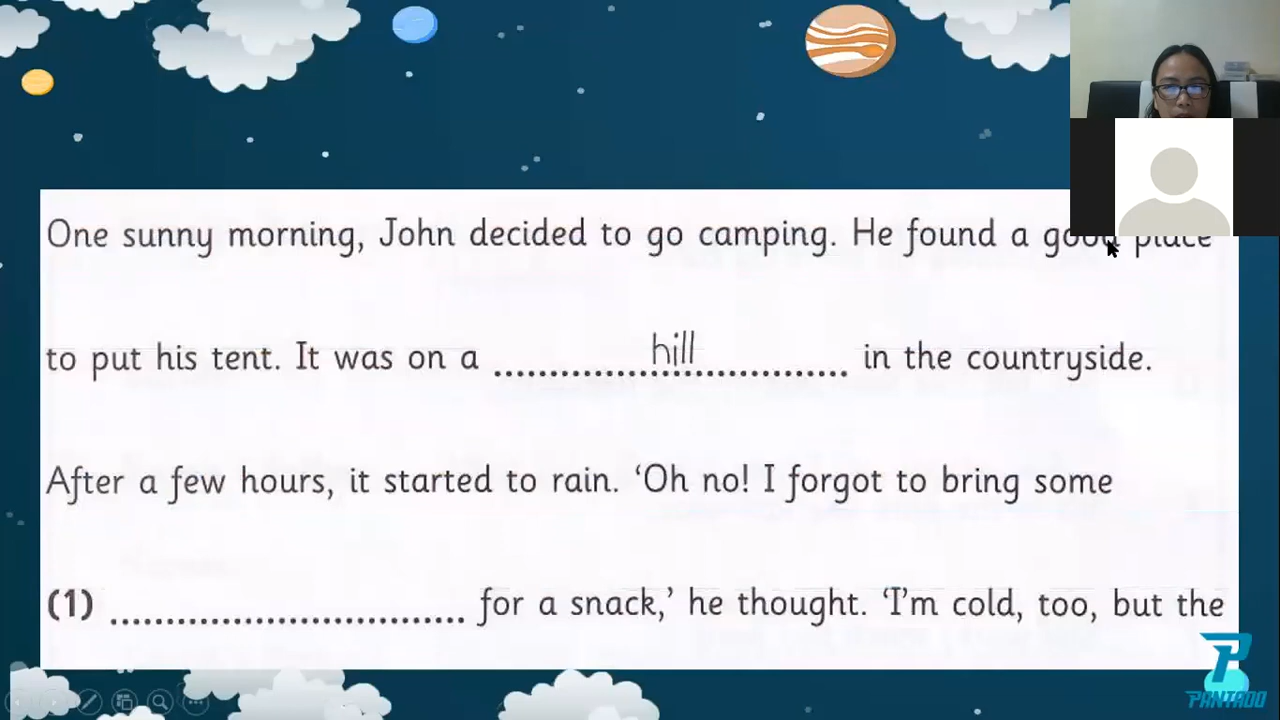 One sunny morning, John decided to go camping. He found a good place
to put his tent. It was on a hill in the countryside.
After a few hours, it started to rain. ‘Oh no! I forgot to bring some
(1) ................................ for a snack,’ he thought. ‘I’m cold, too, but the
PANTADO